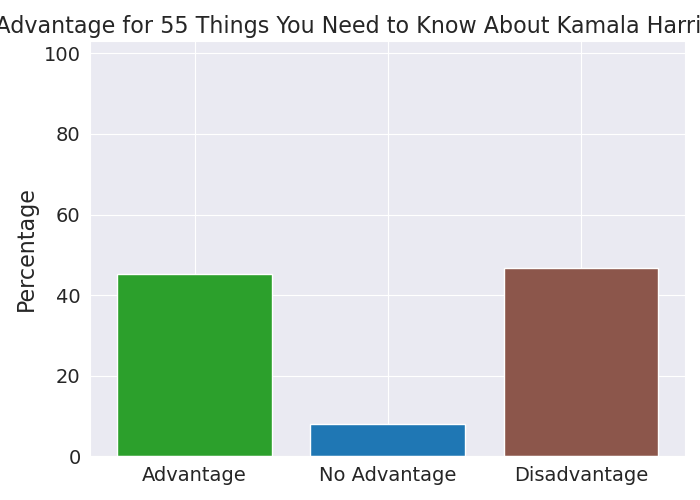 Advantage for 55 Things You Need to Know About Kamala Harri
100
80
60
40
20
0
Percentage
Advantage No Advantage Disadvantage